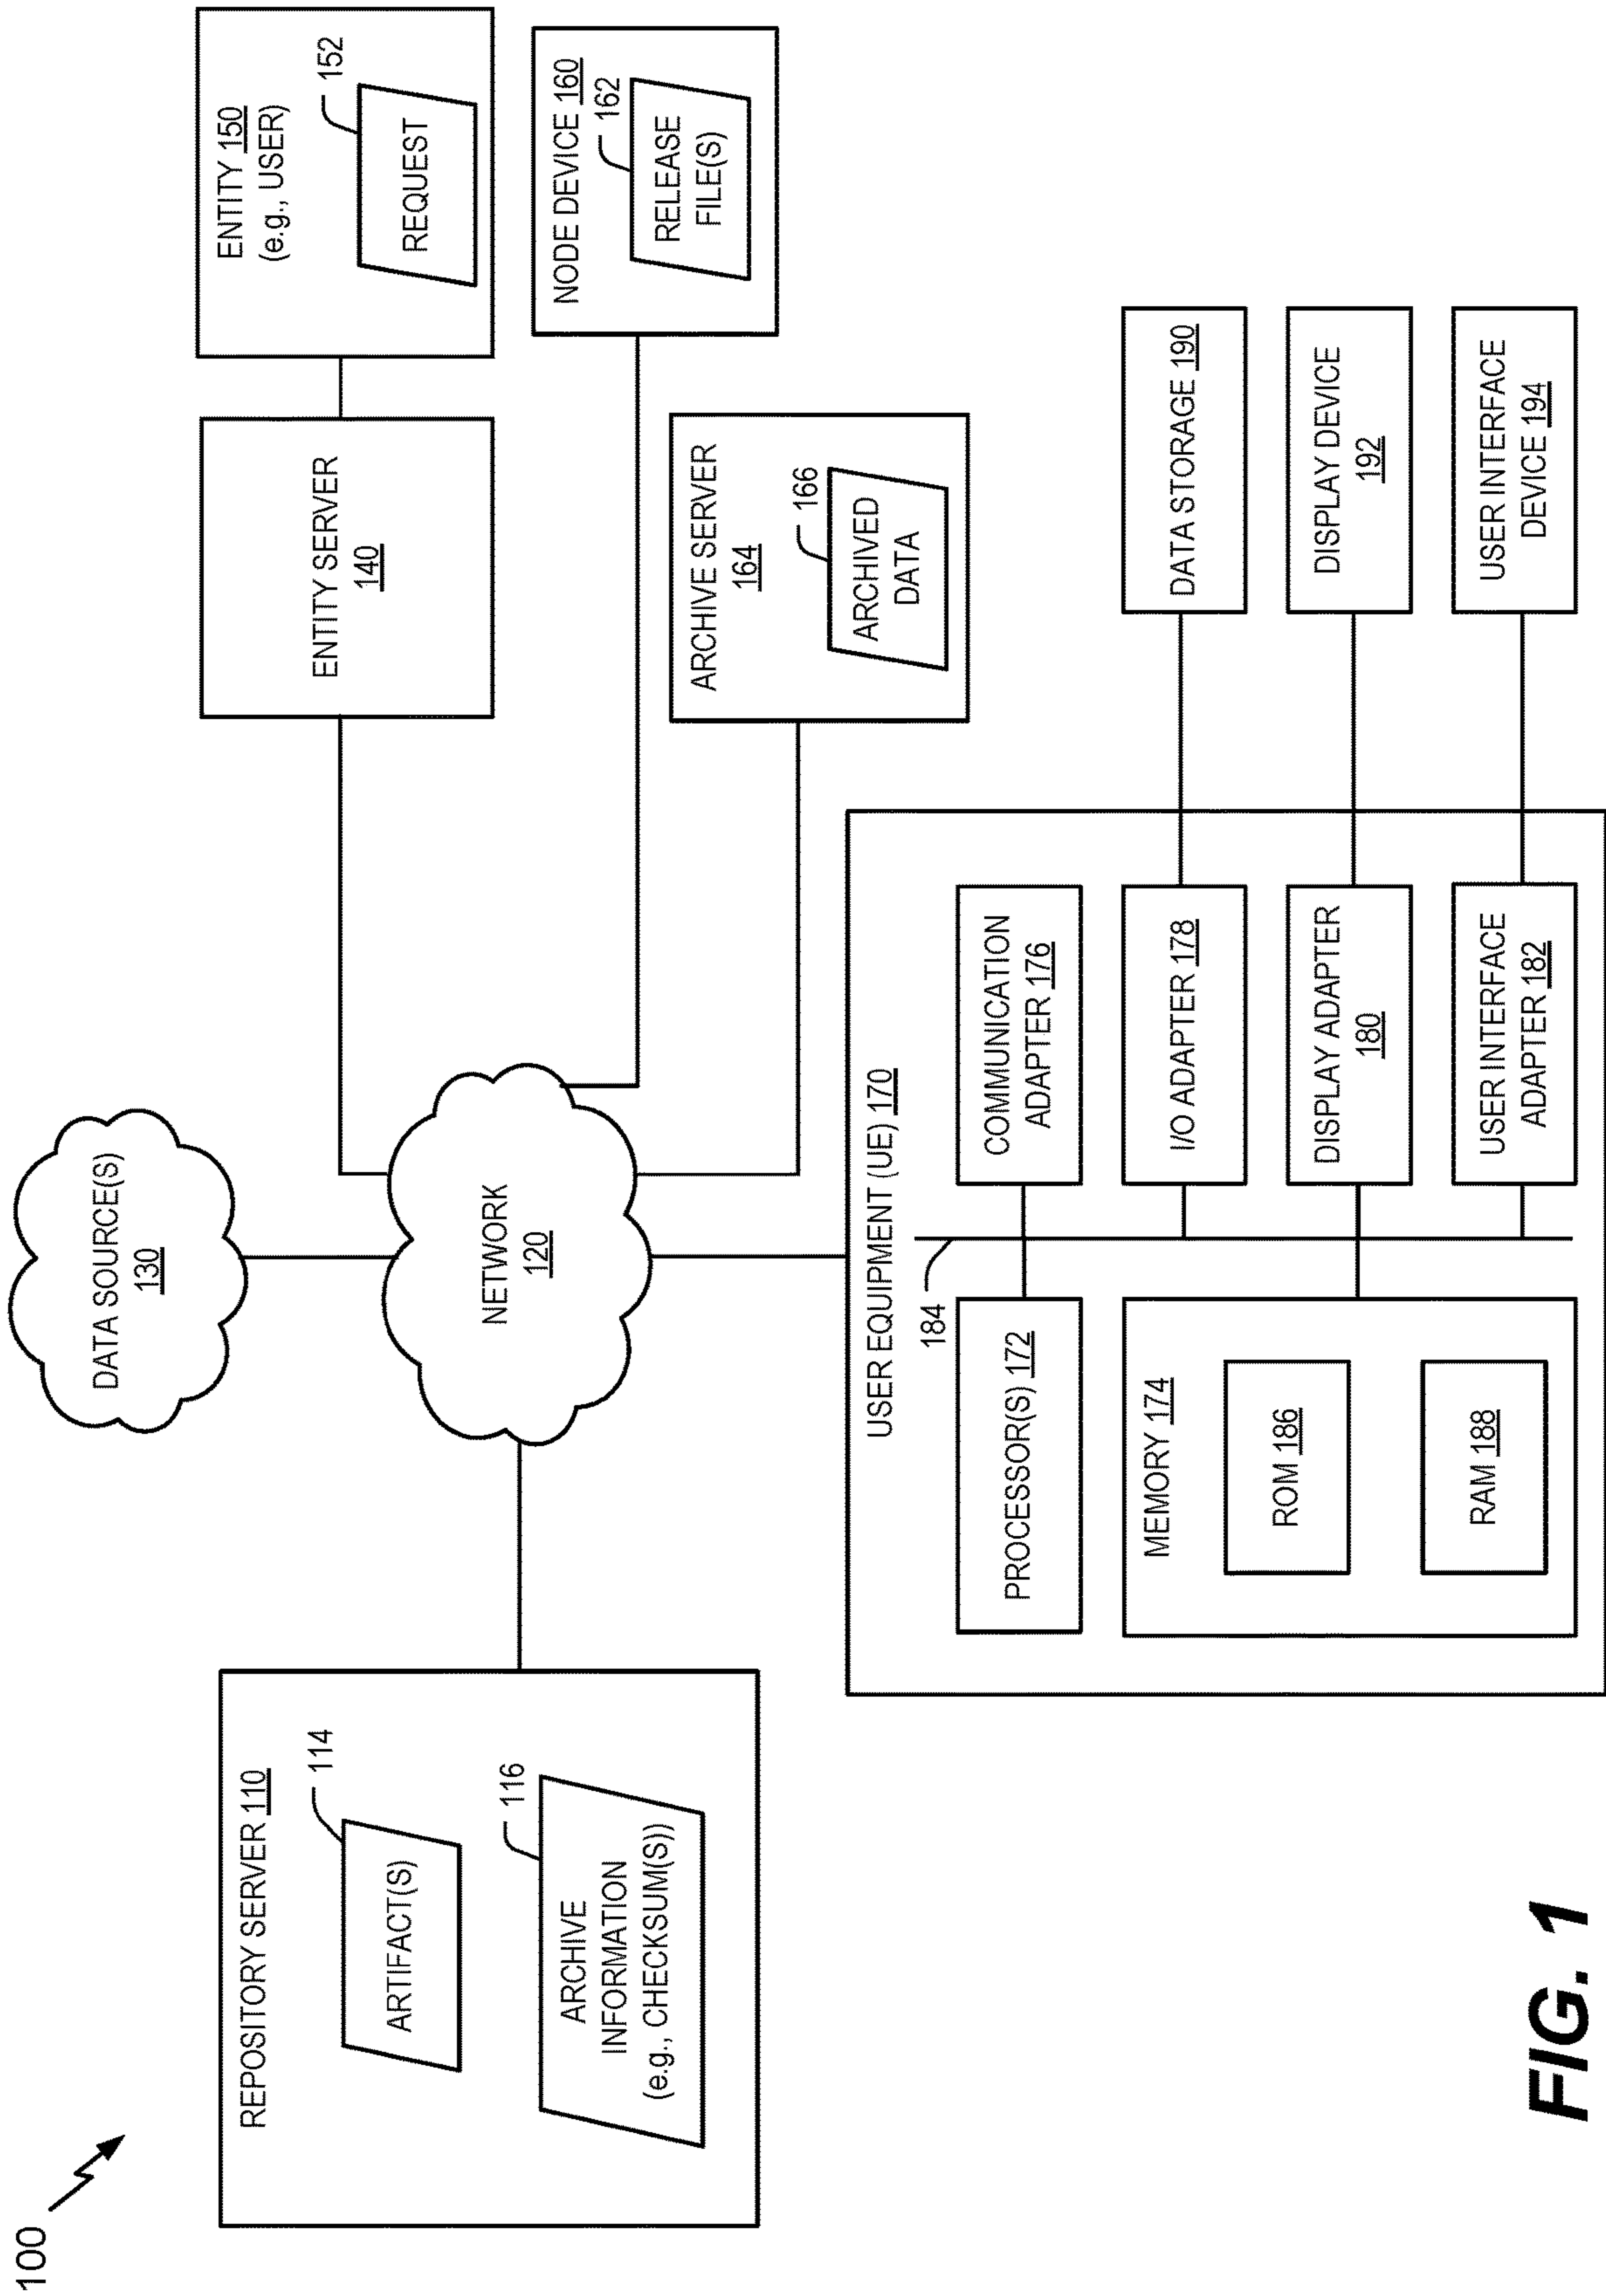 100
REPOSITORY SERVER 110
114
ARTIFACT(S)
116
ARCHIVE
INFORMATION
(e.g., CHECKSUM(S))
DATA SOURCE(S)
130
NETWORK
120
ENTITY SERVER
140
ENTITY 150
(e.g., USER)
152
REQUEST
NODE DEVICE 160
162
RELEASE
FILE(S)
ARCHIVE SERVER
164
166
ARCHIVED
DATA
USER EQUIPMENT (UE) 170
PROCESSOR(S) 172
184
COMMUNICATION
ADAPTER 176
MEMORY 174
ROM 186
RAM 188
I/O ADAPTER 178
DISPLAY ADAPTER
180
USER INTERFACE
ADAPTER 182
DATA STORAGE 190
DISPLAY DEVICE
192
USER INTERFACE
DEVICE 194
FIG. 1